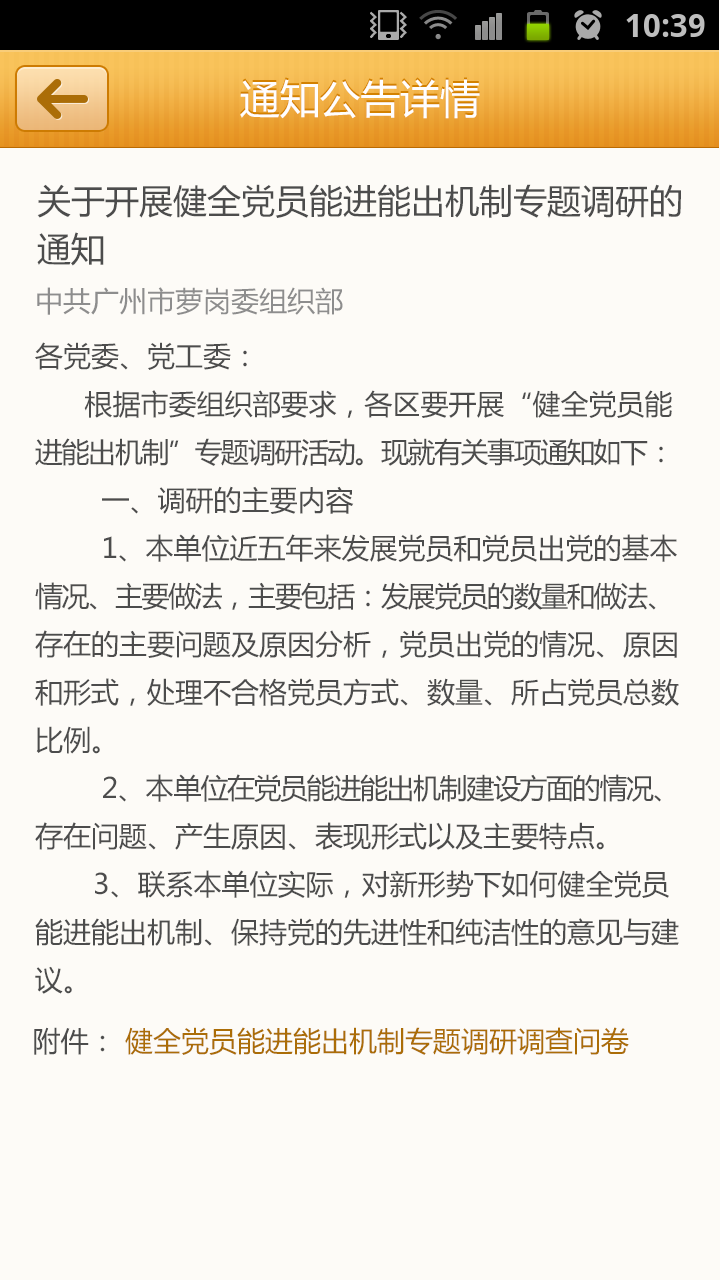 10:39
通知公告详情
关于开展健全党员能进能出机制专题调研的
通知
中共广州市萝岗委组织部
各党委、党工委：
根据市委组织部要求，各区要开展“健全党员能
进能出机制”专题调研活动。现就有关事项通知如下：
一、调研的主要内容
1、本单位近五年来发展党员和党员出党的基本
情况、主要做法，主要包括：发展党员的数量和做法、
存在的主要问题及原因分析，党员出党的情况、原因
和形式，处理不合格党员方式、数量、所占党员总数
比例。
2、本单位在党员能进能出机制建设方面的情况、
存在问题、产生原因、表现形式以及主要特点。
3、联系本单位实际，对新形势下如何健全党员
能进能出机制、保持党的先进性和纯洁性的意见与建
议。
附件： 健全党员能进能出机制专题调研调查问卷